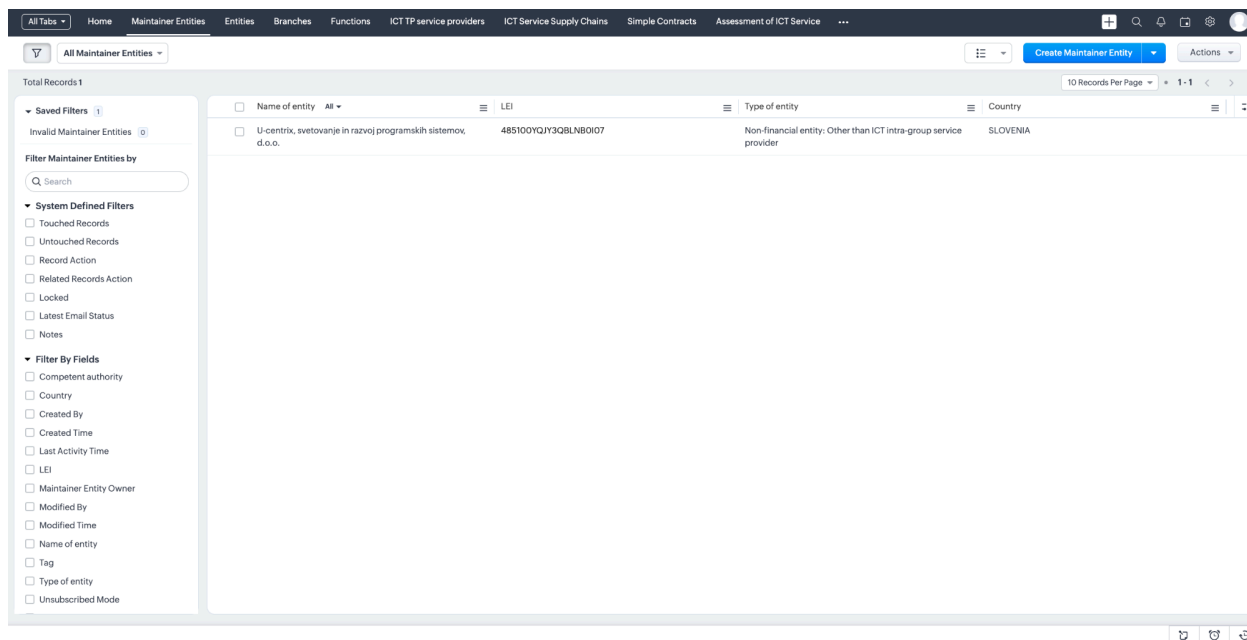 All Tabs Home Maintainer Entities Entities Branches Functions ICT TP service providers ICT Service Supply Chains Simple Contracts Assessment of ICT Service ...
All Maintainer Entities Create Maintainer Entity Actions
Total Records 1 10 Records Per Page 1 - 1
Saved Filters 1
Invalid Maintainer Entities 0
Filter Maintainer Entities by
Search
System Defined Filters
Touched Records
Untouched Records
Record Action
Related Records Action
Locked
Latest Email Status
Notes
Filter By Fields
Competent authority
Country
Created By
Created Time
Last Activity Time
LEI
Maintainer Entity Owner
Modified By
Modified Time
Name of entity
Tag
Type of entity
Unsubscribed Mode
Name of entity All LEI Type of entity Country
U-centrix, svetovanje in razvoj programskih sistemov, 485100YQJY3QBLNB0I07 Non-financial entity: Other than ICT intra-group service SLOVENIA
d.o.o. provider